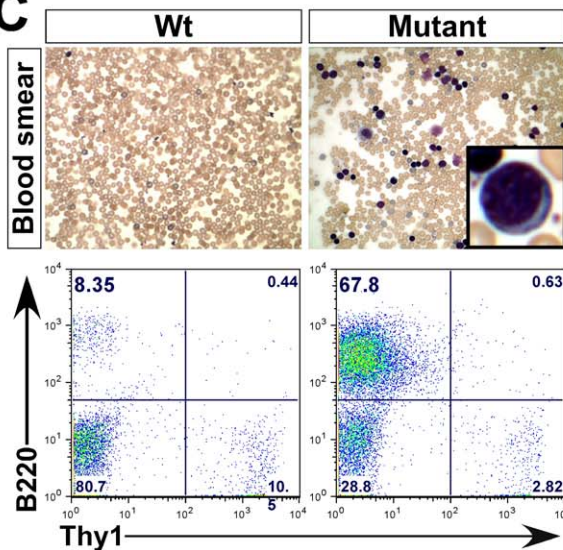 C
Wt Mutant
Blood smear
10⁴ 8.35 0.44 10⁴ 67.8 0.63
10³ 10³
10² 10²
10¹ 10¹
80.7 10.5 28.8 2.82
10⁰ 10⁰
10⁰ 10¹ 10² 10³ 10⁴ 10⁰ 10¹ 10² 10³
B220
Thy1